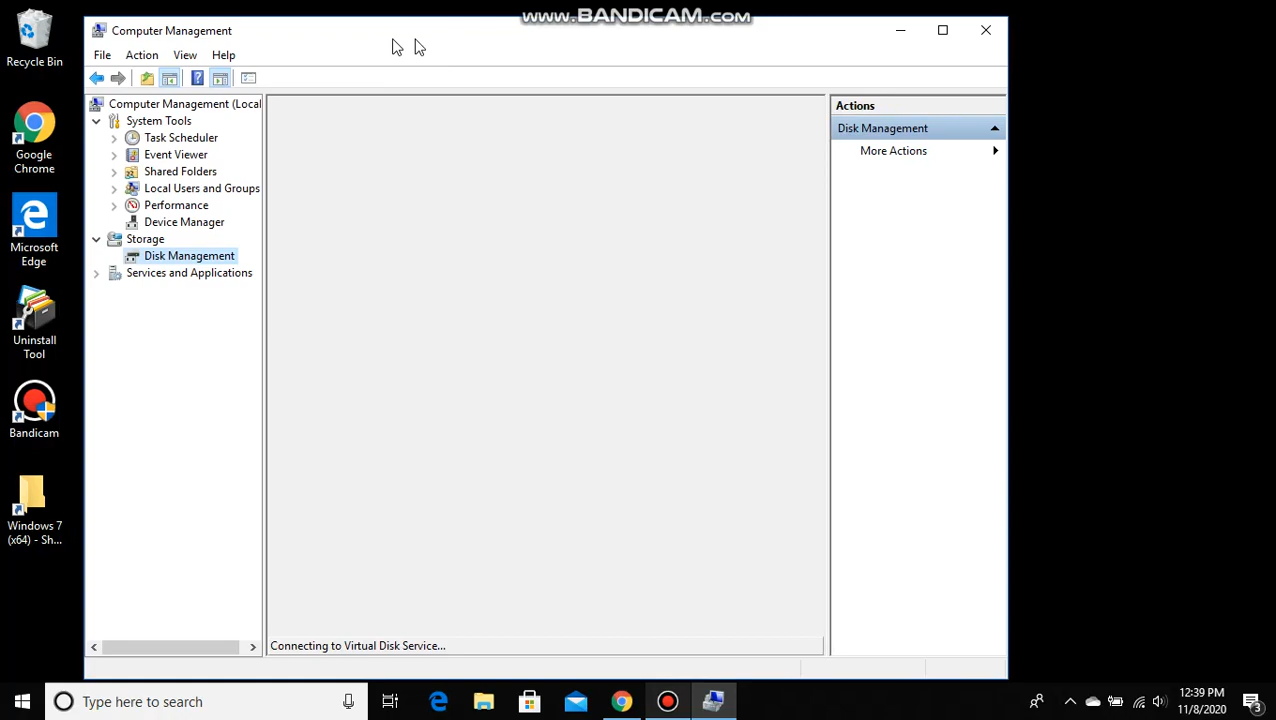 www.BANDICAM.com
Recycle Bin
Google
Chrome
Microsoft
Edge
Uninstall
Tool
Bandicam
Windows 7
(x64) - Sh...
Computer Management
File Action View Help
Computer Management (Local
System Tools
Task Scheduler
Event Viewer
Shared Folders
Local Users and Groups
Performance
Device Manager
Storage
Disk Management
Services and Applications
Connecting to Virtual Disk Service...
Actions
Disk Management
More Actions
Type here to search
12:39 PM
11/8/2020
3